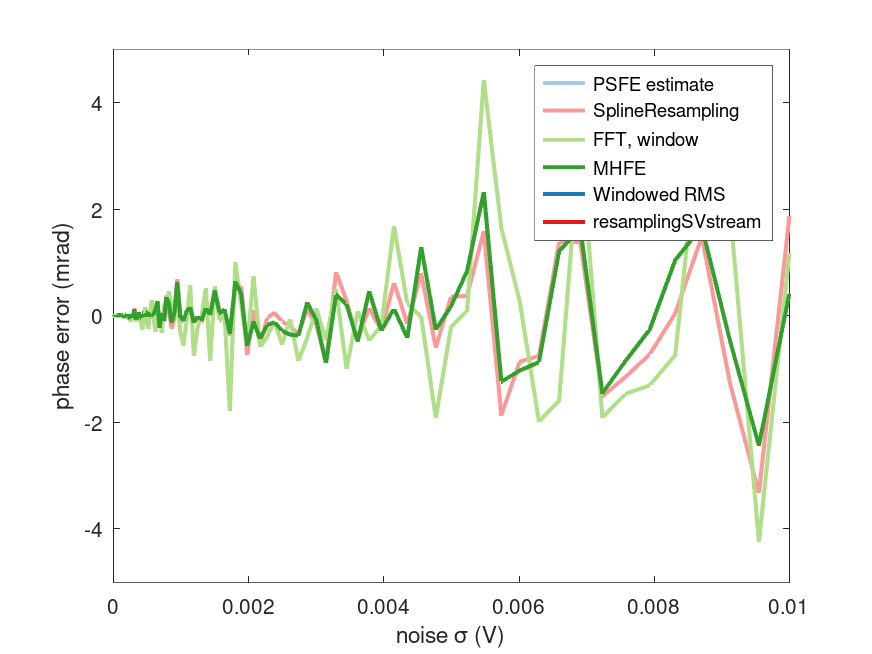 4
2
0
-2
-4
phase error (mrad)
PSFE estimate
SplineResampling
FFT, window
MHFE
Windowed RMS
resamplingSVstream
0 0.002 0.004 0.006 0.008 0.01
noise σ (V)